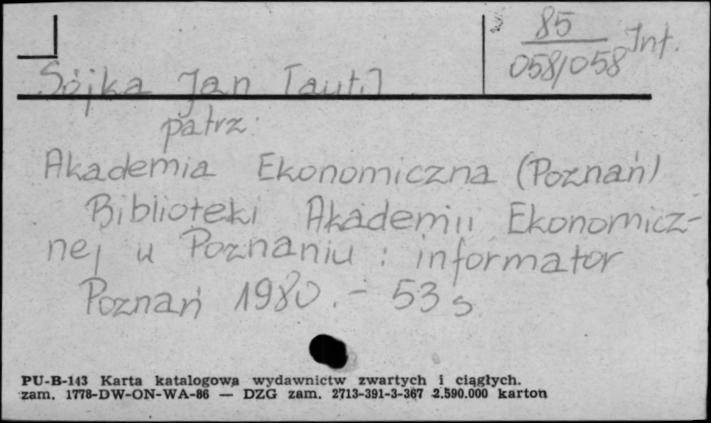 85
058/058 Inf.
Sójka Jan [aut.]
patrz:
Akademia Ekonomiczna (Poznań)
Biblioteki Akademii Ekonomicz-
nej w Poznaniu : informator
Poznań 1980. - 53 s
PU-B-143 Karta katalogowa wydawnictw zwartych i ciągłych.
zam. 1778-DW-ON-WA-86 — DZG zam. 2713-391-3-367 2.590.000 karton